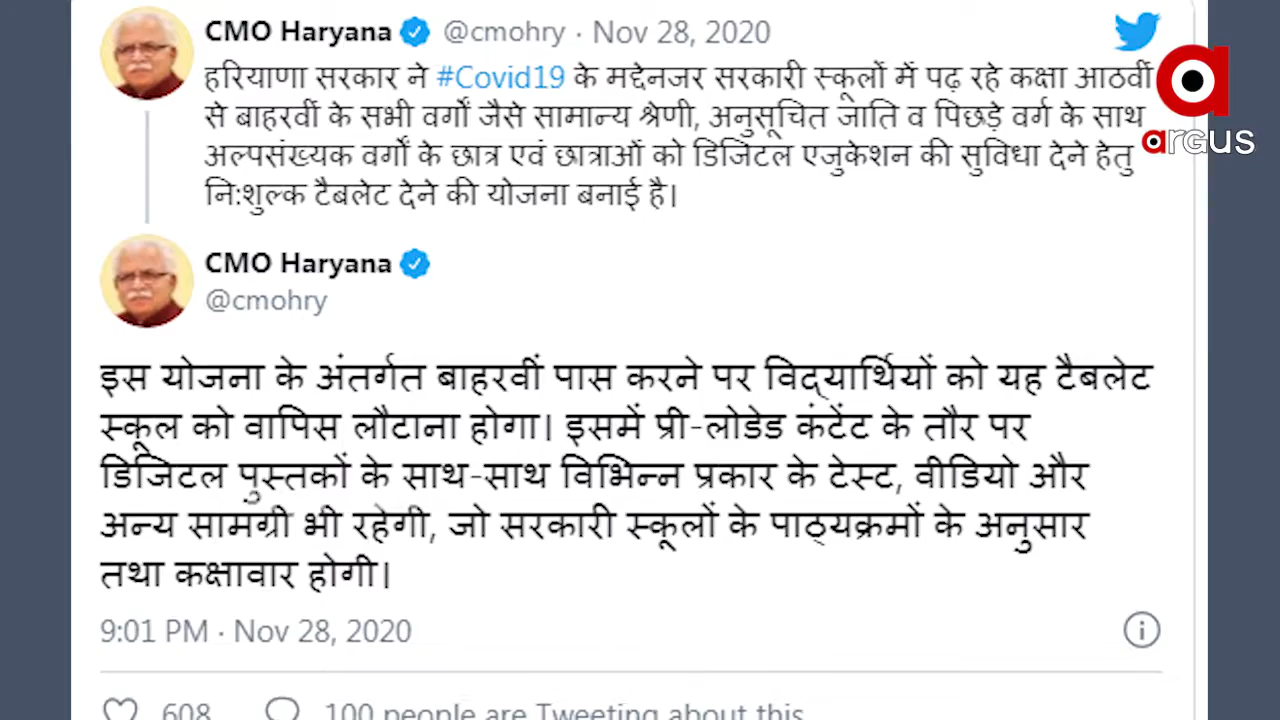 CMO Haryana @cmohry · Nov 28, 2020
हरियाणा सरकार ने #Covid19 के मद्देनजर सरकारी स्कूलों में पढ़ रहे कक्षा आठवीं
से बाहरवीं के सभी वर्गों जैसे सामान्य श्रेणी, अनुसूचित जाति व पिछड़े वर्ग के साथ
अल्पसंख्यक वर्गों के छात्र एवं छात्राओं को डिजिटल एजुकेशन की सुविधा देने हेतु
नि:शुल्क टैबलेट देने की योजना बनाई है।
argus
CMO Haryana
@cmohry
इस योजना के अंतर्गत बाहरवीं पास करने पर विद्यार्थियों को यह टैबलेट
स्कूल को वापिस लौटाना होगा। इसमें प्री-लोडेड कंटेंट के तौर पर
डिजिटल पुस्तकों के साथ-साथ विभिन्न प्रकार के टेस्ट, वीडियो और
अन्य सामग्री भी रहेगी, जो सरकारी स्कूलों के पाठ्यक्रमों के अनुसार
तथा कक्षावार होगी।
9:01 PM · Nov 28, 2020
608 100 people are Tweeting about this